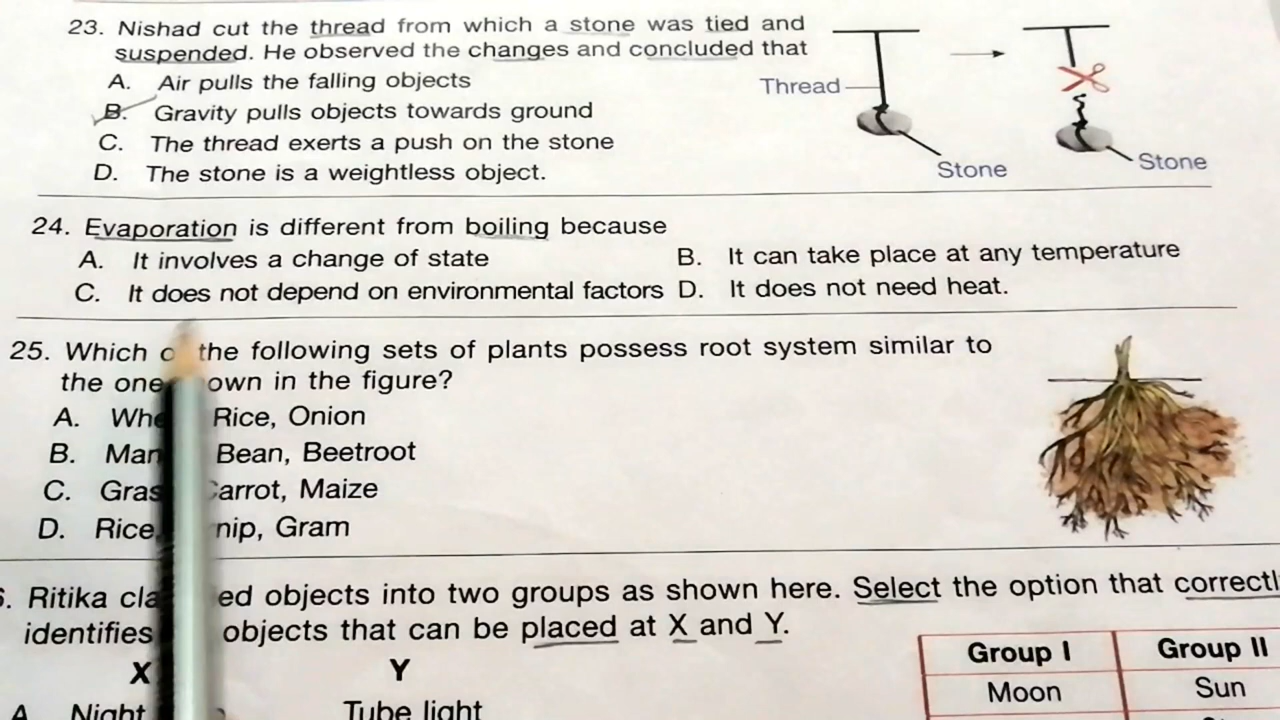 23. Nishad cut the thread from which a stone was tied and
suspended. He observed the changes and concluded that
A. Air pulls the falling objects
B. Gravity pulls objects towards ground
C. The thread exerts a push on the stone
D. The stone is a weightless object.
Thread
Stone
Stone
24. Evaporation is different from boiling because
A. It involves a change of state
B. It can take place at any temperature
C. It does not depend on environmental factors
D. It does not need heat.
25. Which the following sets of plants possess root system similar to
the one in the figure?
A. Rice, Onion
B. Bean, Beetroot
C. Carrot, Maize
D. Rice, Gram
Ritika objects into two groups as shown here. Select the option that
identifies objects that can be placed at X and Y.
X Y
A Night Tube light
Group I Group II
Moon Sun